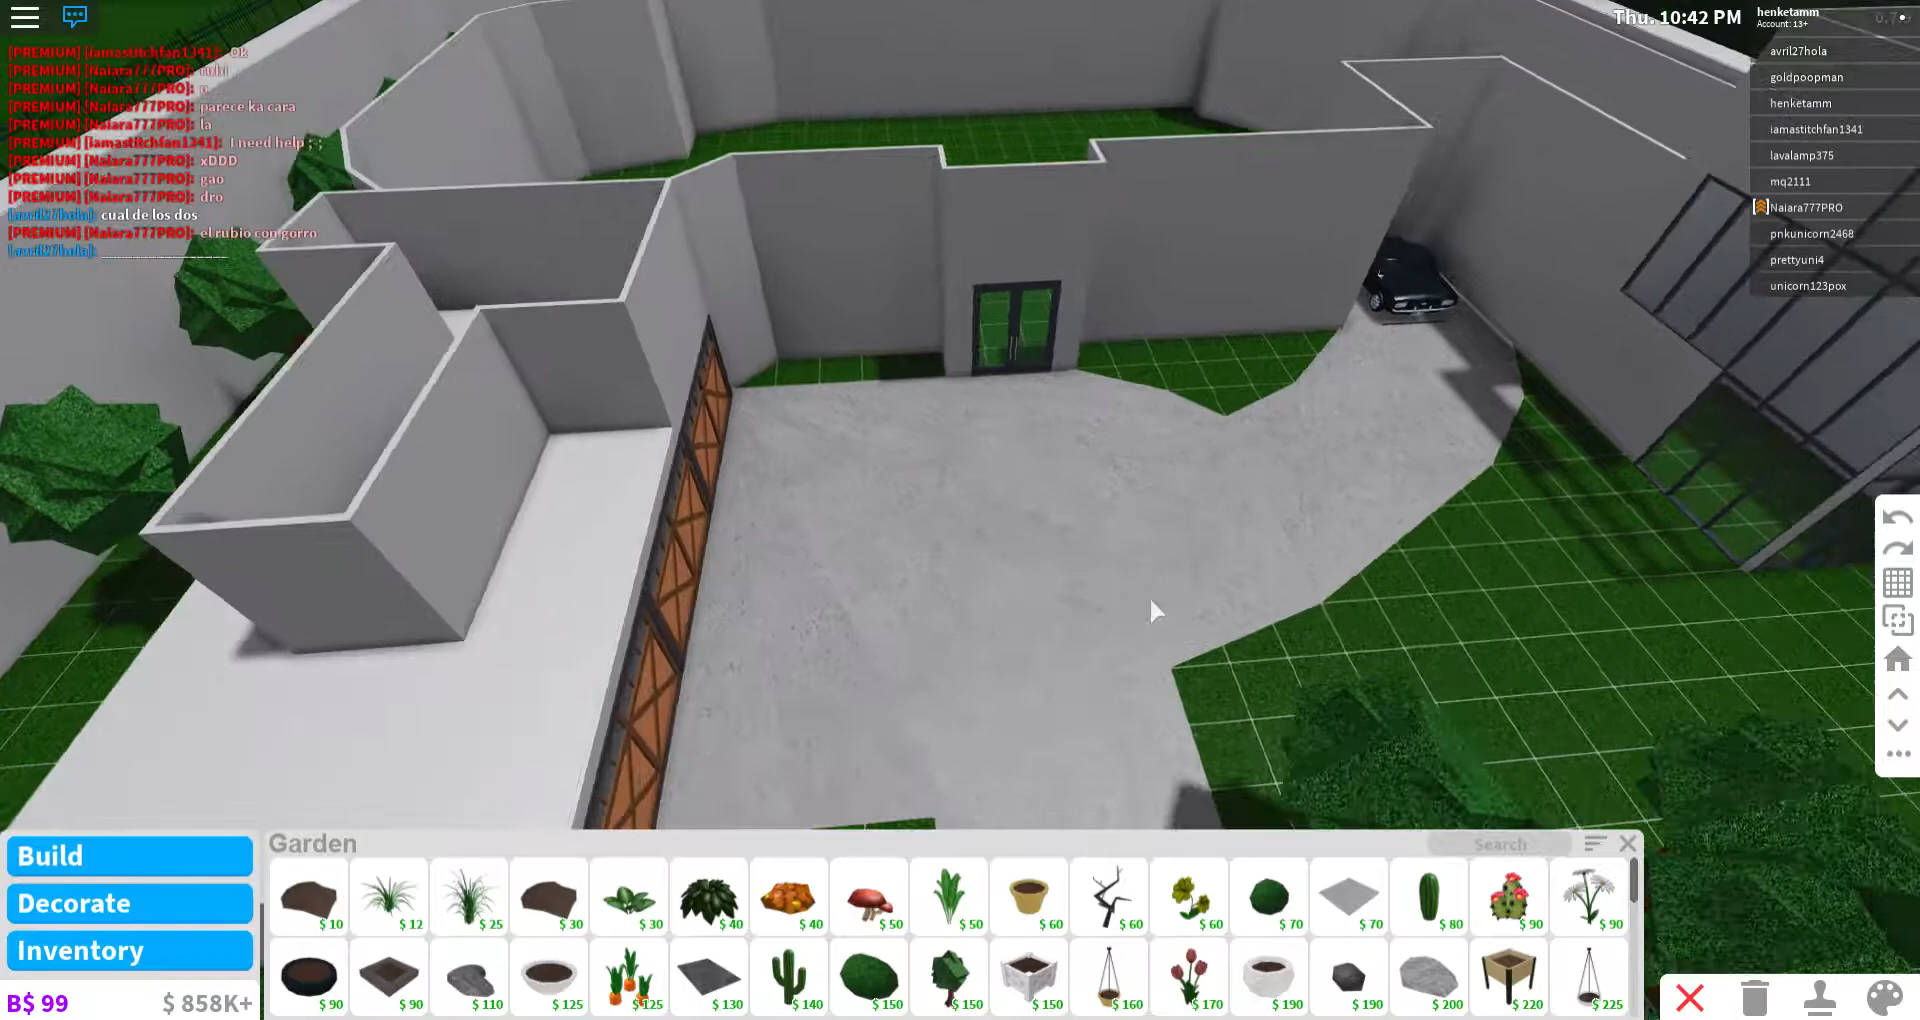 Thu. 10:42 PM
henketamm
Account: 13+
avril27hola
goldpoopman
henketamm
iamastitchfan1341
lavalamp375
mq2111
Naiara777PRO
pnkunicorn2468
prettyuni4
unicorn123pox
[PREMIUM] [iamastitchfan1341]: Ok
[PREMIUM] [Naiara777PRO]:
[PREMIUM] [Naiara777PRO]:
[PREMIUM] [Naiara777PRO]: parece ka cara
[PREMIUM] [Naiara777PRO]: la
[PREMIUM] [iamastitchfan1341]: I need help ; ;
[PREMIUM] [Naiara777PRO]: xDDD
[PREMIUM] [Naiara777PRO]: gao
[PREMIUM] [Naiara777PRO]: dro
[avril27hola]: cual de los dos
[PREMIUM] [Naiara777PRO]: el rubio con gorro
[avril27hola]: ____________________
Build
Decorate
Inventory
B$ 99 $ 858K+
Garden Search
$ 10 $ 12 $ 25 $ 30 $ 30 $ 40 $ 40 $ 50 $ 50 $ 60 $ 60 $ 60 $ 70 $ 70 $ 80 $ 90 $ 90
$ 90 $ 90 $ 110 $ 125 $ 125 $ 130 $ 140 $ 150 $ 150 $ 150 $ 160 $ 170 $ 190 $ 190 $ 200 $ 220 $ 225